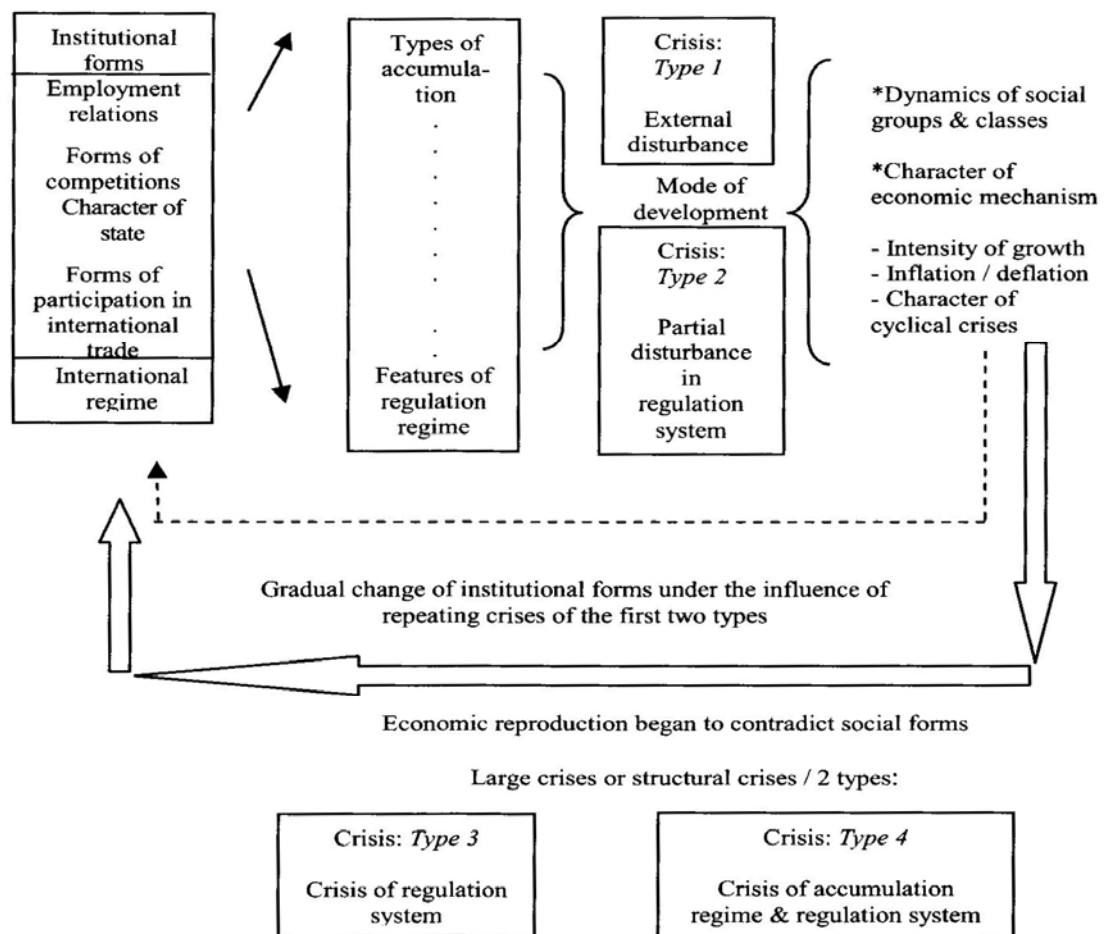 Institutional
forms
Employment
relations
Forms of
competitions
Character of
state
Forms of
participation in
international
trade
International
regime
Types of
accumula-
tion
.
.
.
.
.
.
.
.
.
Features of
regulation
regime
Crisis:
Type 1
External
disturbance
Mode of
development
Crisis:
Type 2
Partial
disturbance
in
regulation
system
*Dynamics of social
groups & classes
*Character of
economic mechanism
- Intensity of growth
- Inflation / deflation
- Character of
cyclical crises
Gradual change of institutional forms under the influence of
repeating crises of the first two types
Economic reproduction began to contradict social forms
Large crises or structural crises / 2 types:
Crisis: Type 3
Crisis of regulation
system
Crisis: Type 4
Crisis of accumulation
regime & regulation system